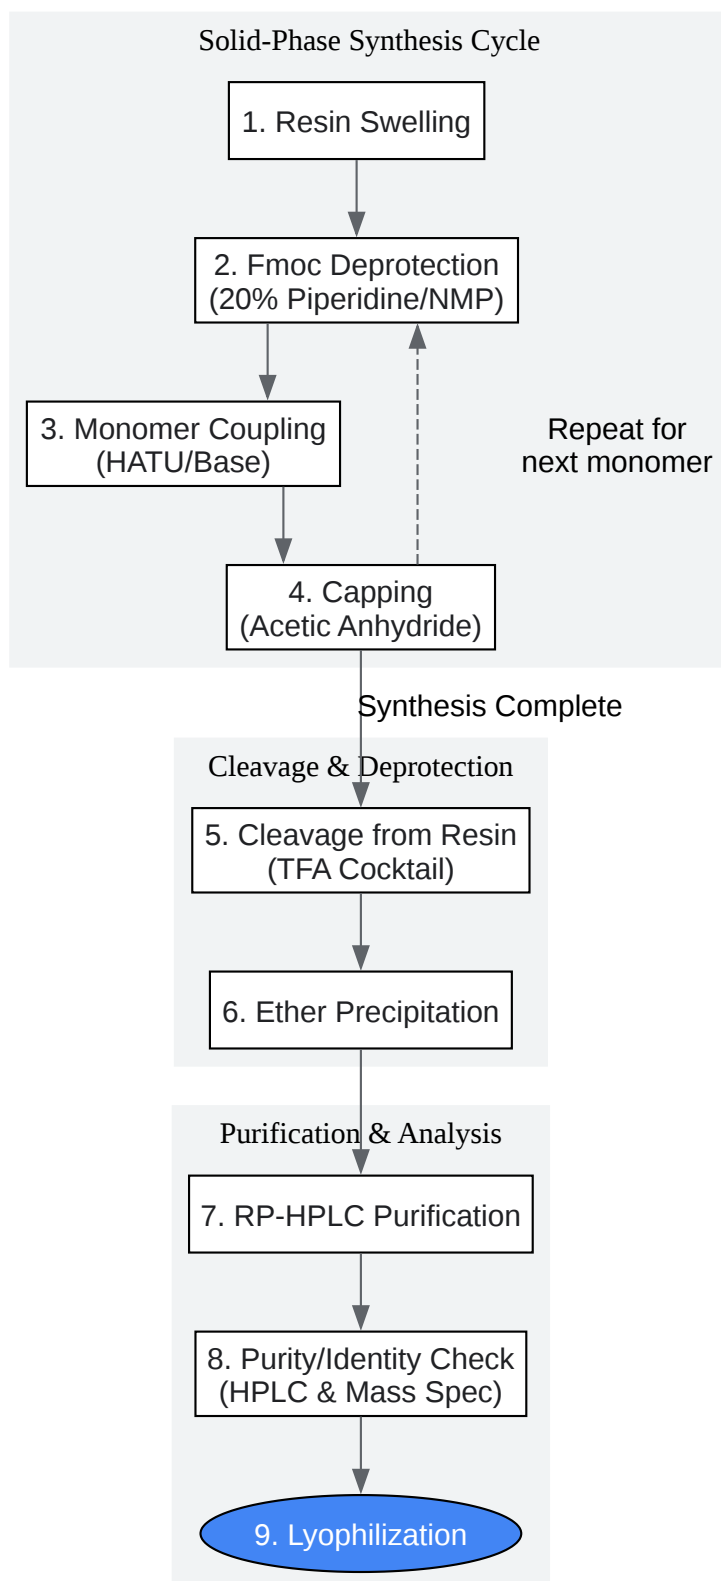 Solid-Phase Synthesis Cycle
1. Resin Swelling
2. Fmoc Deprotection
(20% Piperidine/NMP)
3. Monomer Coupling
(HATU/Base)
Repeat for
next monomer
4. Capping
(Acetic Anhydride)
Synthesis Complete
Cleavage & Deprotection
5. Cleavage from Resin
(TFA Cocktail)
6. Ether Precipitation
Purification & Analysis
7. RP-HPLC Purification
8. Purity/Identity Check
(HPLC & Mass Spec)
9. Lyophilization